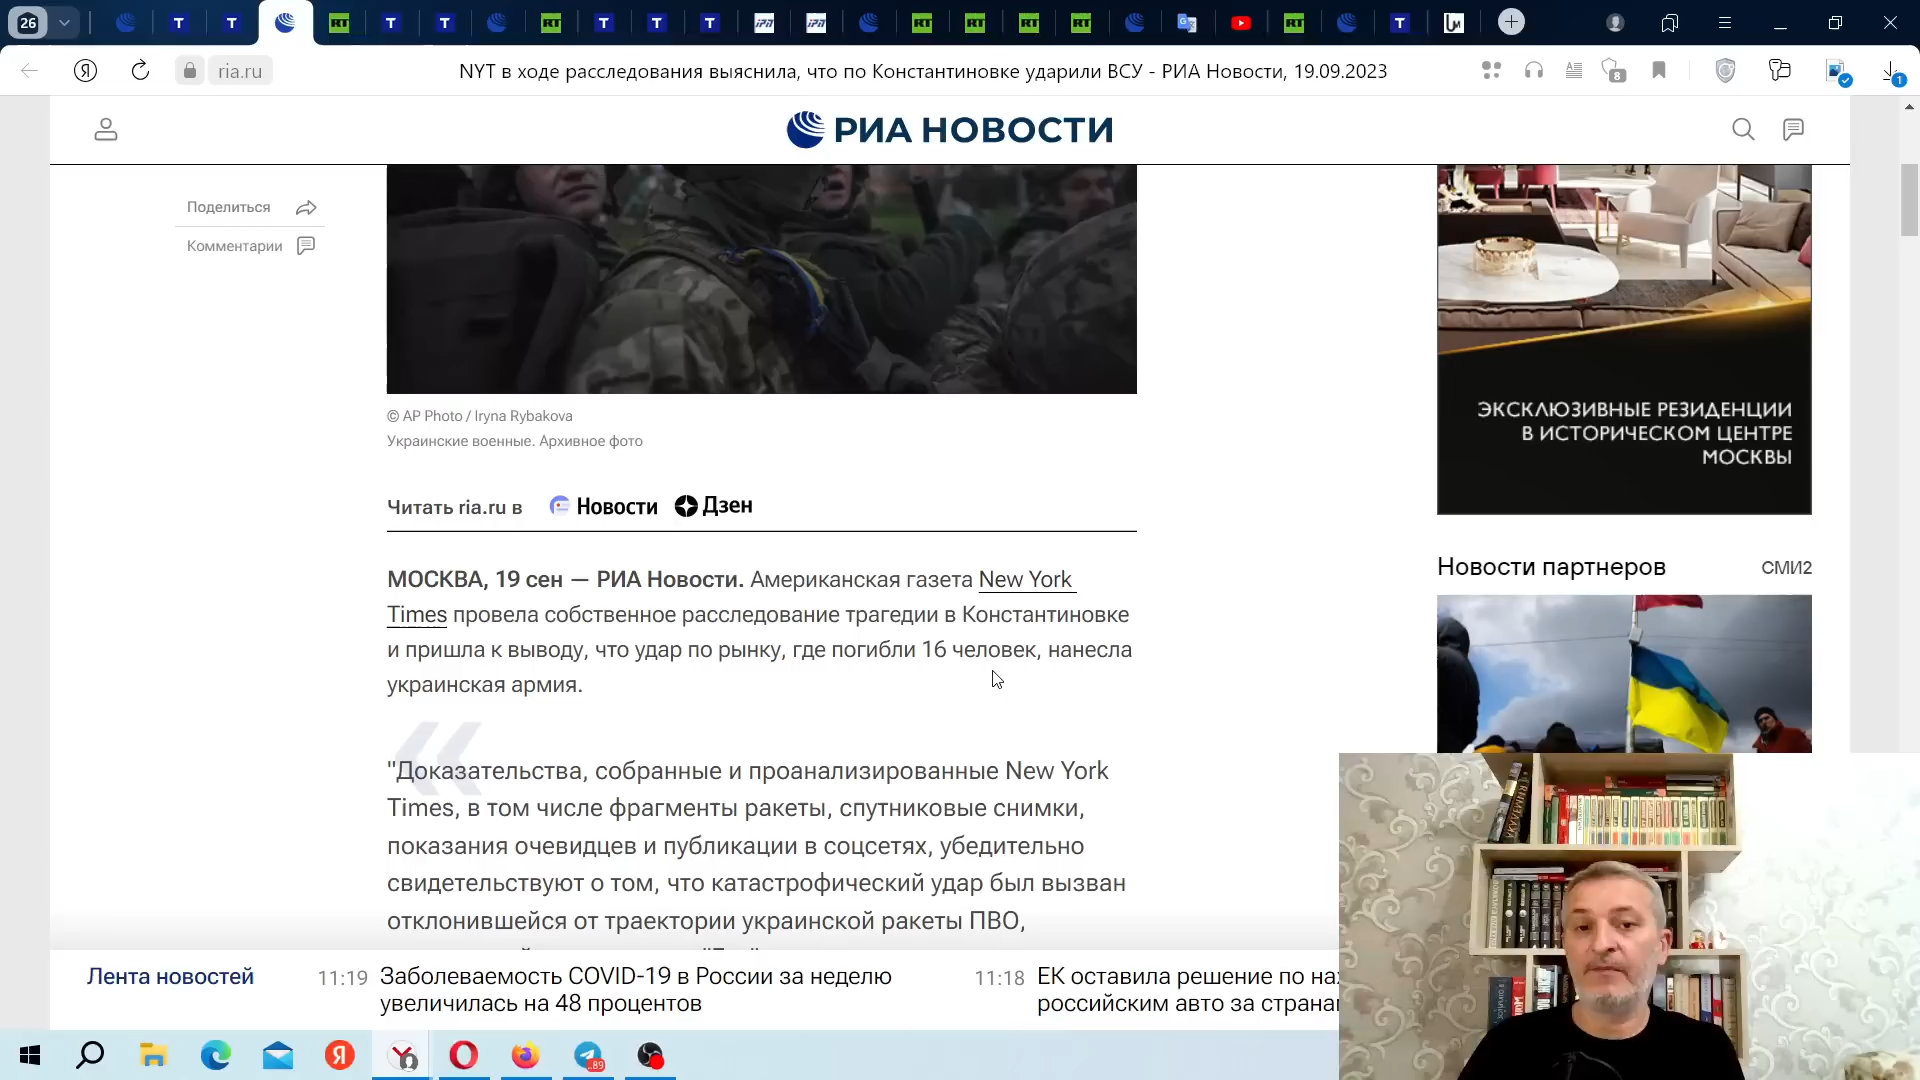 26
ria.ru
NYT в ходе расследования выяснила, что по Константиновке ударили ВСУ - РИА Новости, 19.09.2023
8
1
РИА НОВОСТИ
Поделиться
Комментарии
© AP Photo / Iryna Rybakova
Украинские военные. Архивное фото
Читать ria.ru в Новости Дзен
МОСКВА, 19 сен — РИА Новости. Американская газета New York
Times провела собственное расследование трагедии в Константиновке
и пришла к выводу, что удар по рынку, где погибли 16 человек, нанесла
украинская армия.
"Доказательства, собранные и проанализированные New York
Times, в том числе фрагменты ракеты, спутниковые снимки,
показания очевидцев и публикации в соцсетях, убедительно
свидетельствуют о том, что катастрофический удар был вызван
отклонившейся от траектории украинской ракеты ПВО,
ЭКСКЛЮЗИВНЫЕ РЕЗИДЕНЦИИ
В ИСТОРИЧЕСКОМ ЦЕНТРЕ
МОСКВЫ
Новости партнеров СМИ2
Лента новостей
11:19 Заболеваемость COVID-19 в России за неделю
увеличилась на 48 процентов
11:18 ЕК оставила решение по
российским авто за